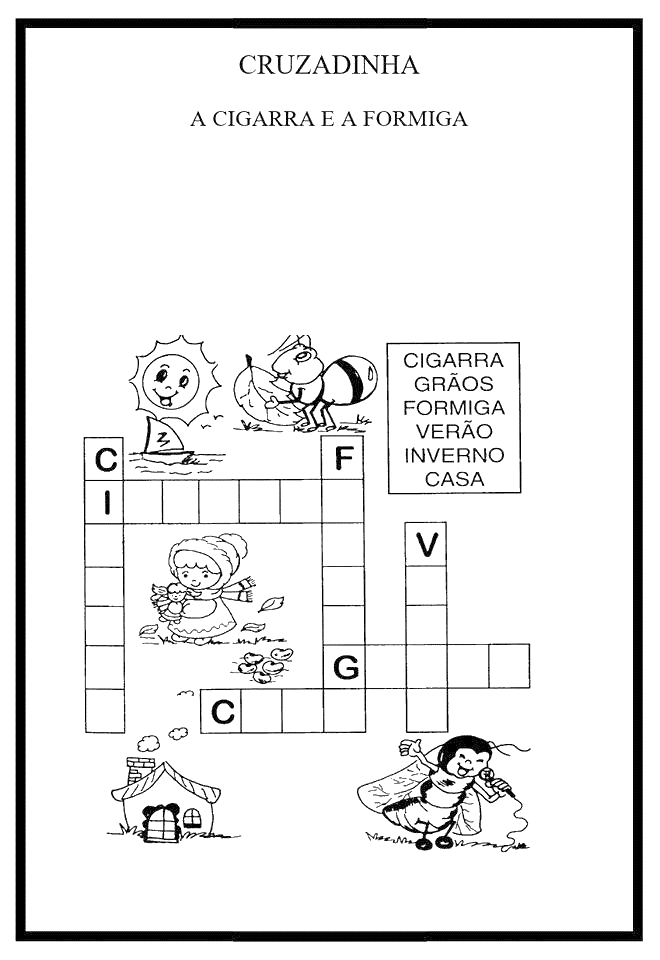 CRUZADINHA
A CIGARRA E A FORMIGA
CIGARRA
GRÃOS
FORMIGA
VERÃO
INVERNO
CASA
C F
I
V
G
C